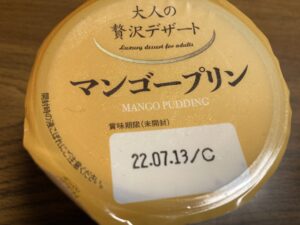 大人の
贅沢デザート
Luxury dessert for adults
マンゴープリン
MANGO PUDDING
賞味期限(未開封)
22.07.13/C